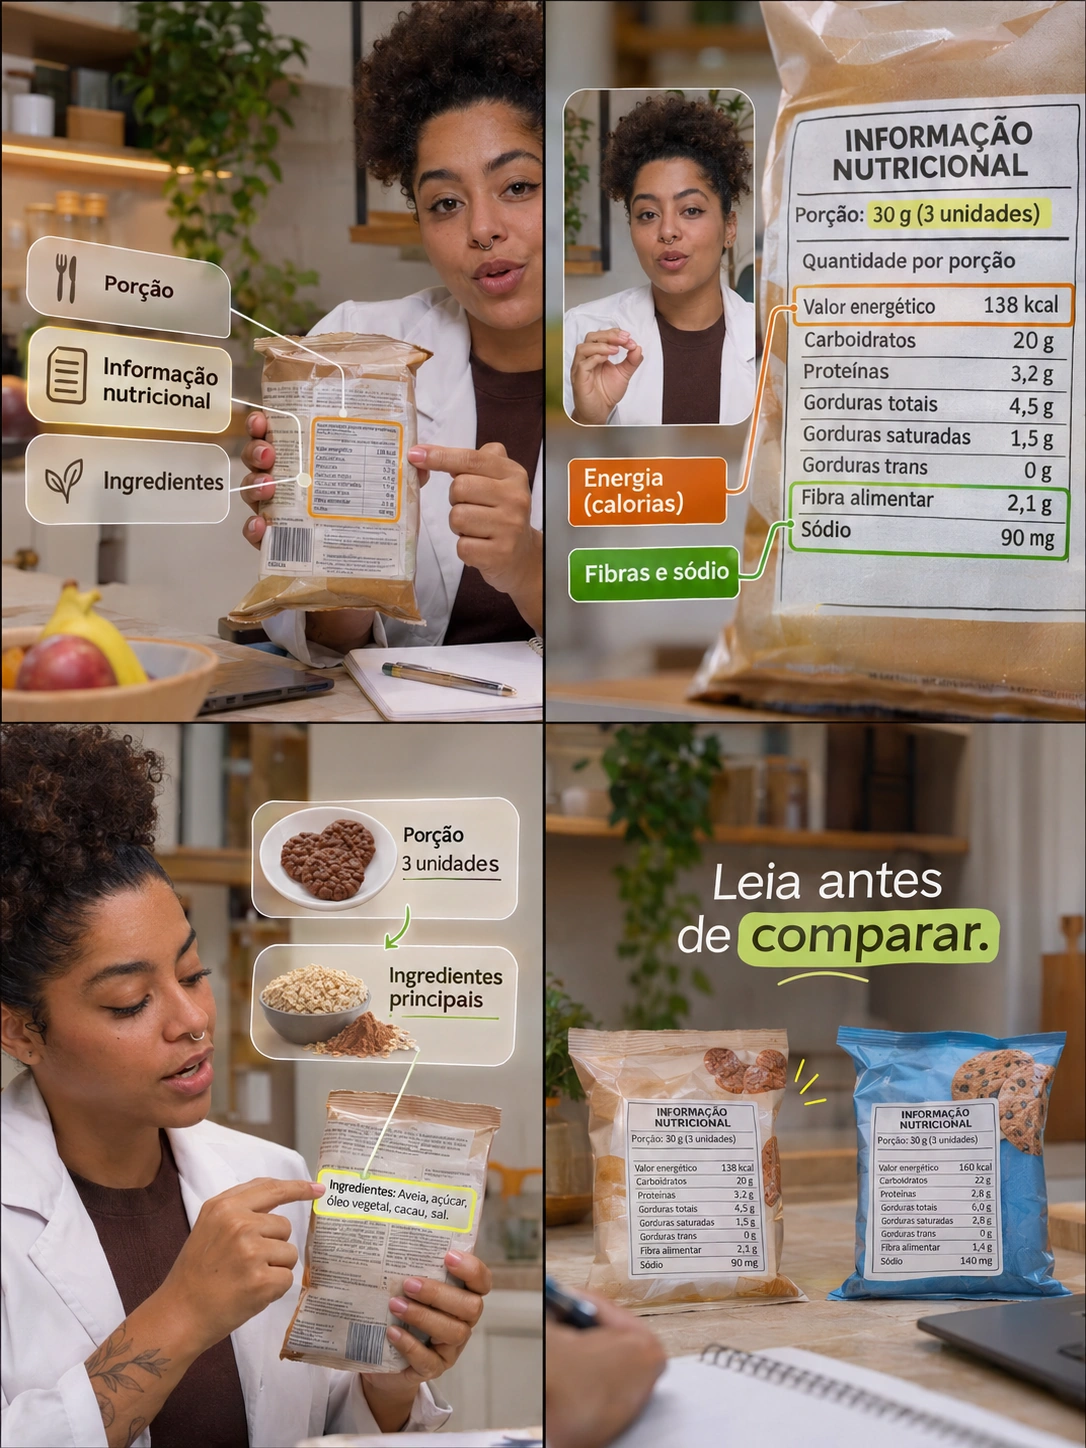 Porção
Informação
nutricional
Ingredientes
Valor energético 138 kcal
INFORMAÇÃO
NUTRICIONAL
Porção: 30 g (3 unidades)
Quantidade por porção
Valor energético 138 kcal
Carboidratos 20 g
Proteínas 3,2 g
Gorduras totais 4,5 g
Gorduras saturadas 1,5 g
Gorduras trans 0 g
Fibra alimentar 2,1 g
Sódio 90 mg
Energia
(calorias)
Fibras e sódio
Porção
3 unidades
Ingredientes
principais
Ingredientes: Aveia, açúcar,
óleo vegetal, cacau, sal.
Leia antes
de comparar.
INFORMAÇÃO
NUTRICIONAL
Porção: 30 g (3 unidades)
Valor energético 138 kcal
Carboidratos 20 g
Proteínas 3,2 g
Gorduras totais 4,5 g
Gorduras saturadas 1,5 g
Gorduras trans 0 g
Fibra alimentar 2,1 g
Sódio 90 mg
INFORMAÇÃO
NUTRICIONAL
Porção: 30 g (3 unidades)
Valor energético 160 kcal
Carboidratos 22 g
Proteínas 2,8 g
Gorduras totais 6,0 g
Gorduras saturadas 2,8 g
Gorduras trans 0 g
Fibra alimentar 1,4 g
Sódio 140 mg